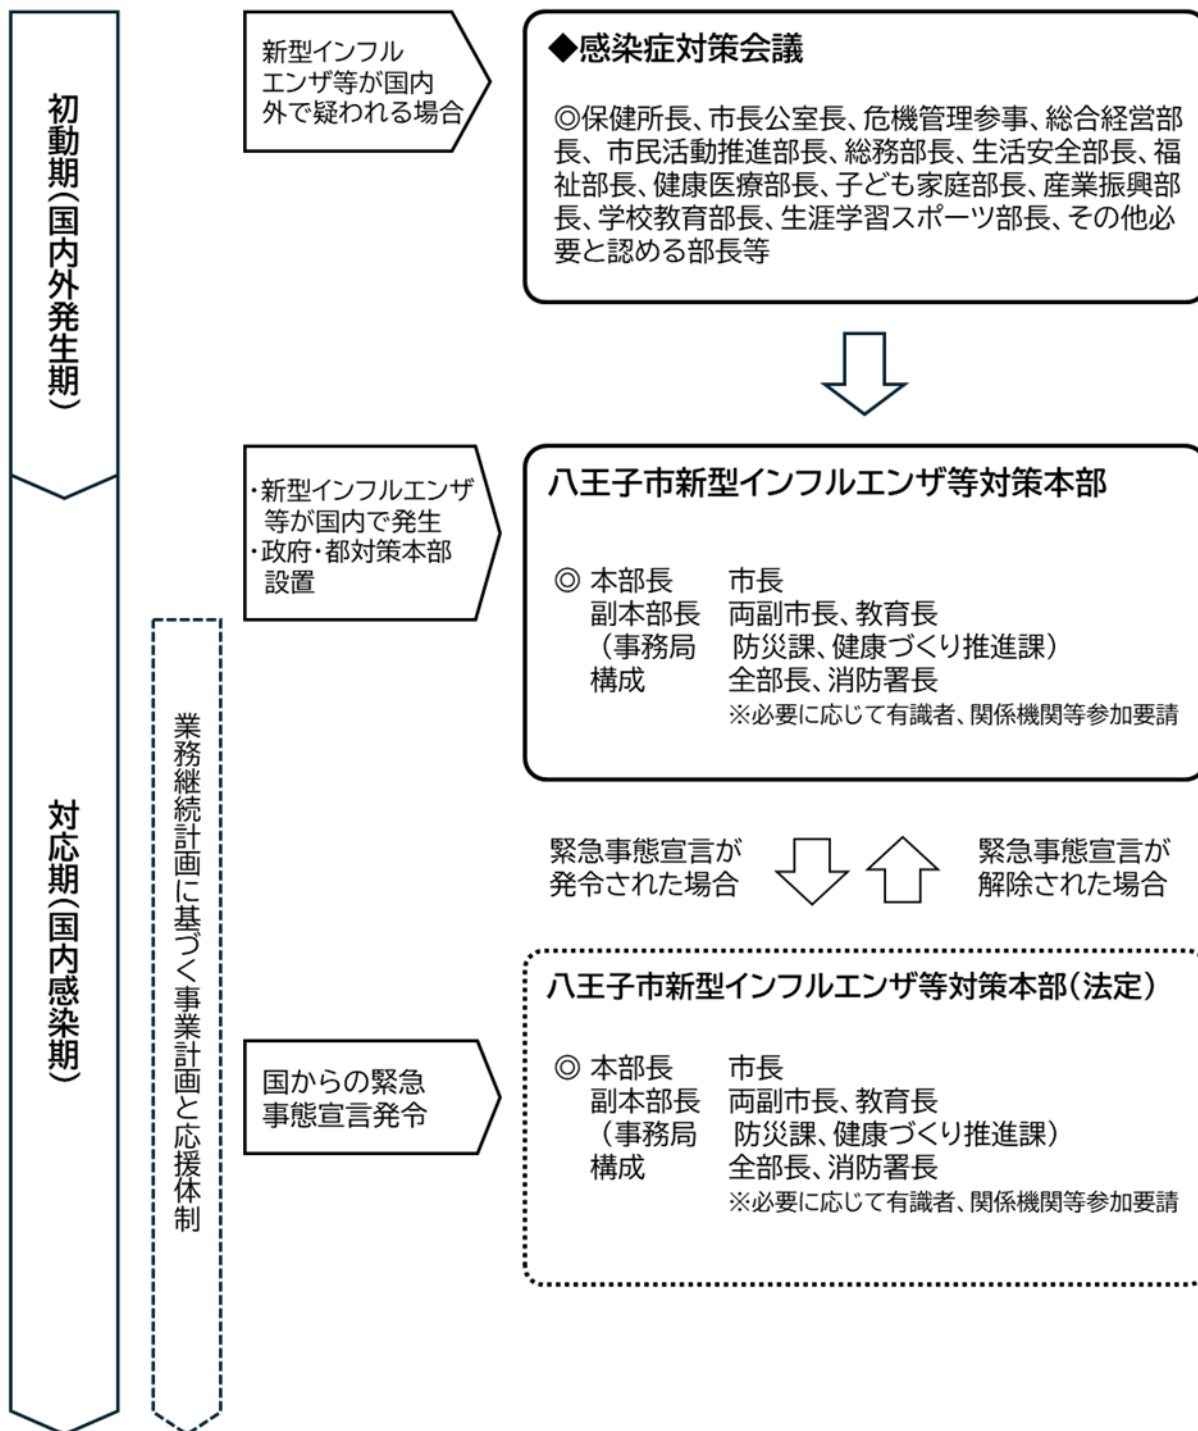 初動期(国内外発生期)
新型インフル
エンザ等が国内
外で疑われる場合
◆感染症対策会議
◎保健所長、市長公室長、危機管理参事、総合経営部
長、市民活動推進部長、総務部長、生活安全部長、福
祉部長、健康医療部長、子ども家庭部長、産業振興部
長、学校教育部長、生涯学習スポーツ部長、その他必
要と認める部長等
対応期(国内感染期)
業務継続計画に基づく事業計画と応援体制
・新型インフルエンザ
等が国内で発生
・政府・都対策本部
設置
八王子市新型インフルエンザ等対策本部
◎ 本部長 市長
副本部長 両副市長、教育長
(事務局 防災課、健康づくり推進課)
構成 全部長、消防署長
※必要に応じて有識者、関係機関等参加要請
緊急事態宣言が
発令された場合
緊急事態宣言が
解除された場合
国からの緊急
事態宣言発令
八王子市新型インフルエンザ等対策本部(法定)
◎ 本部長 市長
副本部長 両副市長、教育長
(事務局 防災課、健康づくり推進課)
構成 全部長、消防署長
※必要に応じて有識者、関係機関等参加要請